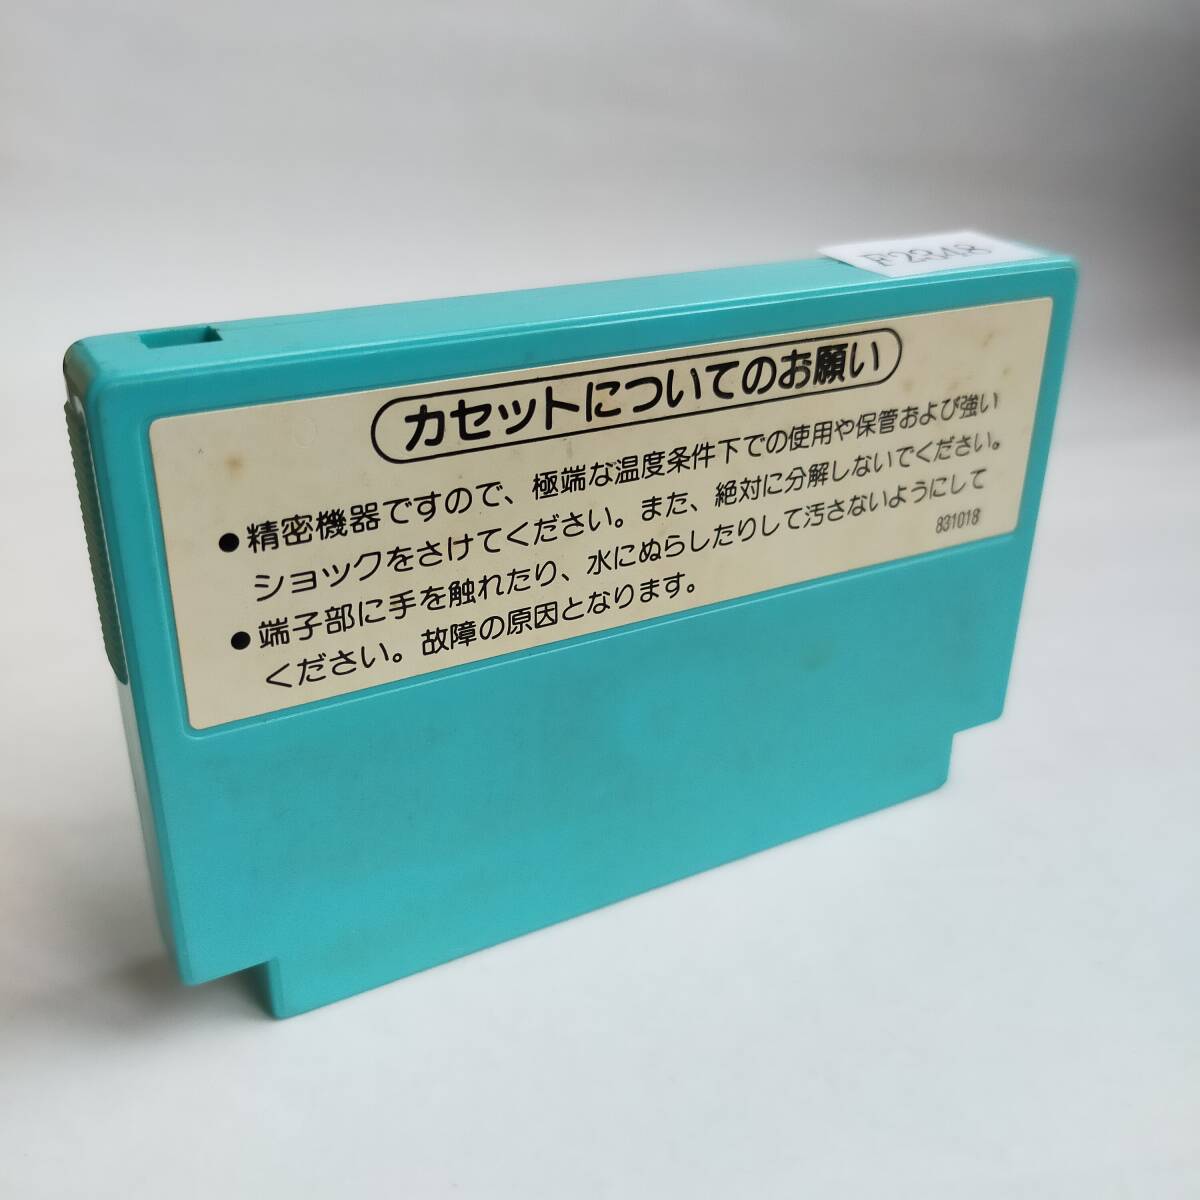 F2348
カセットについてのお願い
●精密機器ですので、極端な温度条件下での使用や保管および強い
ショックをさけてください。また、絶対に分解しないでください。
●端子部に手を触れたり、水にぬらしたりして汚さないようにして
ください。故障の原因となります。
831018